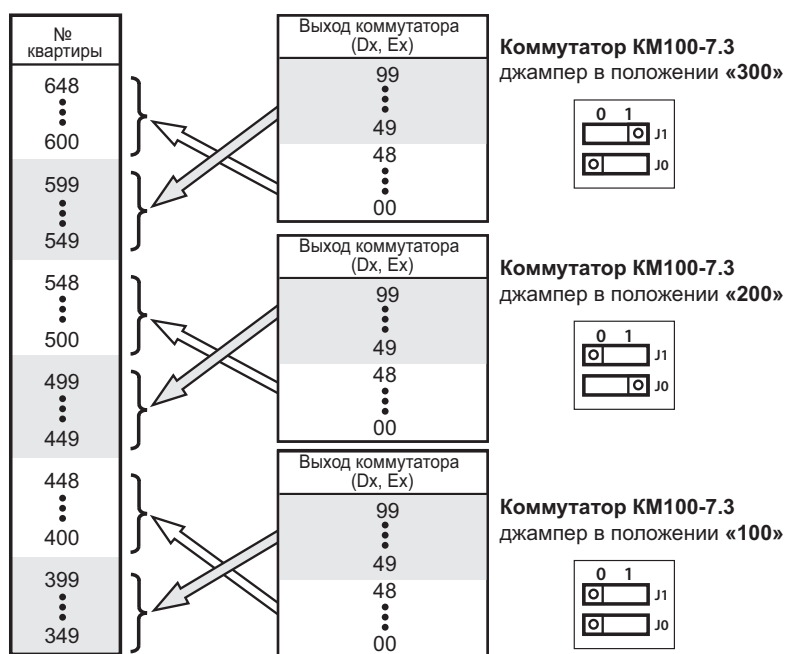 №
квартиры
648
600
599
549
548
500
499
449
448
400
399
349
Выход коммутатора
(Dx, Ex)
99
49
48
00
Коммутатор КМ100-7.3
джампер в положении «300»
0 1
J1
J0
Выход коммутатора
(Dx, Ex)
99
49
48
00
Коммутатор КМ100-7.3
джампер в положении «200»
0 1
J1
J0
Выход коммутатора
(Dx, Ex)
99
49
48
00
Коммутатор КМ100-7.3
джампер в положении «100»
0 1
J1
J0